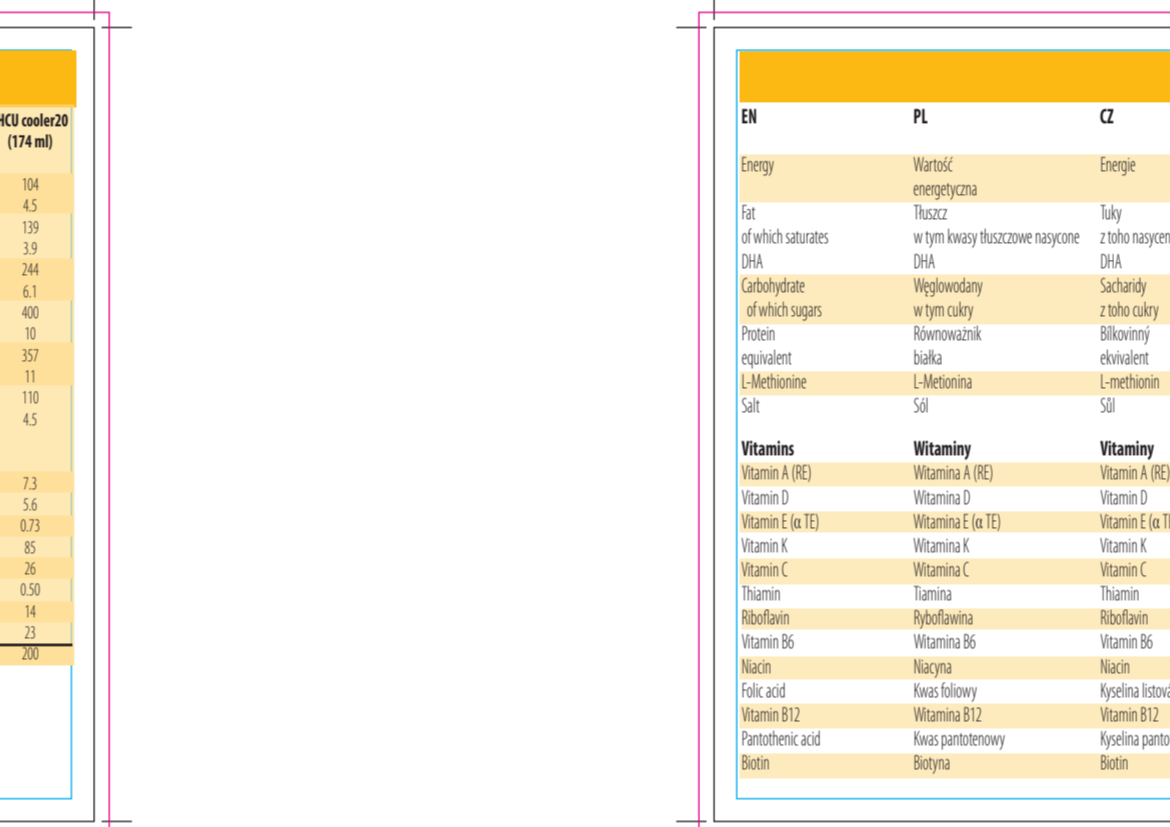 HCU cooler20
(174 ml)
104
4.5
139
3.9
244
6.1
400
10
357
11
110
4.5
7.3
5.6
0.73
85
26
0.50
14
23
200
EN PL CZ
Energy Wartość Energie
energetyczna
Fat Tłuszcz Tuky
of which saturates w tym kwasy tłuszczowe nasycone z toho
DHA DHA DHA
Carbohydrate Węglowodany Sacharidy
of which sugars w tym cukry z toho cukry
Protein Równoważnik Bílkovinný
equivalent białka ekvivalent
L-Methionine L-Metionina L-methionin
Salt Sól Sůl
Vitamins Witaminy Vitaminy
Vitamin A (RE) Witamina A (RE) Vitamin A (RE)
Vitamin D Witamina D Vitamin D
Vitamin E (α TE) Witamina E (α TE) Vitamin E (α
Vitamin K Witamina K Vitamin K
Vitamin C Witamina C Vitamin C
Thiamin Tiamina Thiamin
Riboflavin Ryboflawina Riboflavin
Vitamin B6 Witamina B6 Vitamin B6
Niacin Niacyna Niacin
Folic acid Kwas foliowy Kyselina listová
Vitamin B12 Witamina B12 Vitamin B12
Pantothenic acid Kwas pantotenowy Kyselina
Biotin Biotyna Biotin